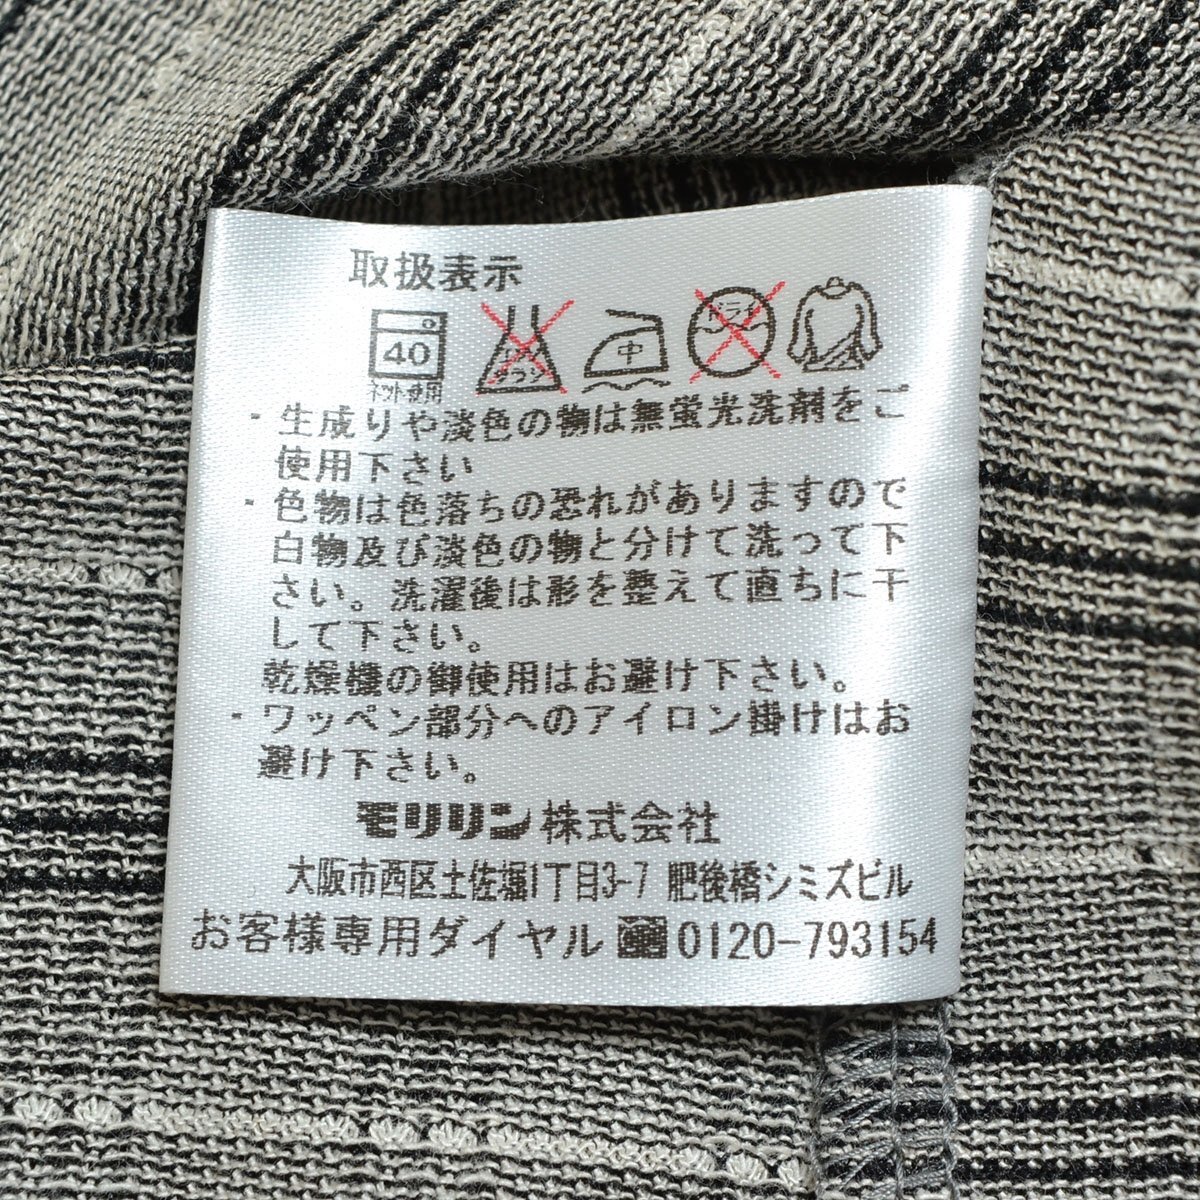 取扱表示
40
ネット使用
エンソ
サラシ
中
ドライ
・生成りや淡色の物は無蛍光洗剤をご
使用下さい
・色物は色落ちの恐れがありますので
白物及び淡色の物と分けて洗って下
さい。洗濯後は形を整えて直ちに干
して下さい。
乾燥機の御使用はお避け下さい。
・ワッペン部分へのアイロン掛けはお
避け下さい。
モリリン株式会社
大阪市西区土佐堀1丁目3-7 肥後橋シミズビル
お客様専用ダイヤル 0120-793154